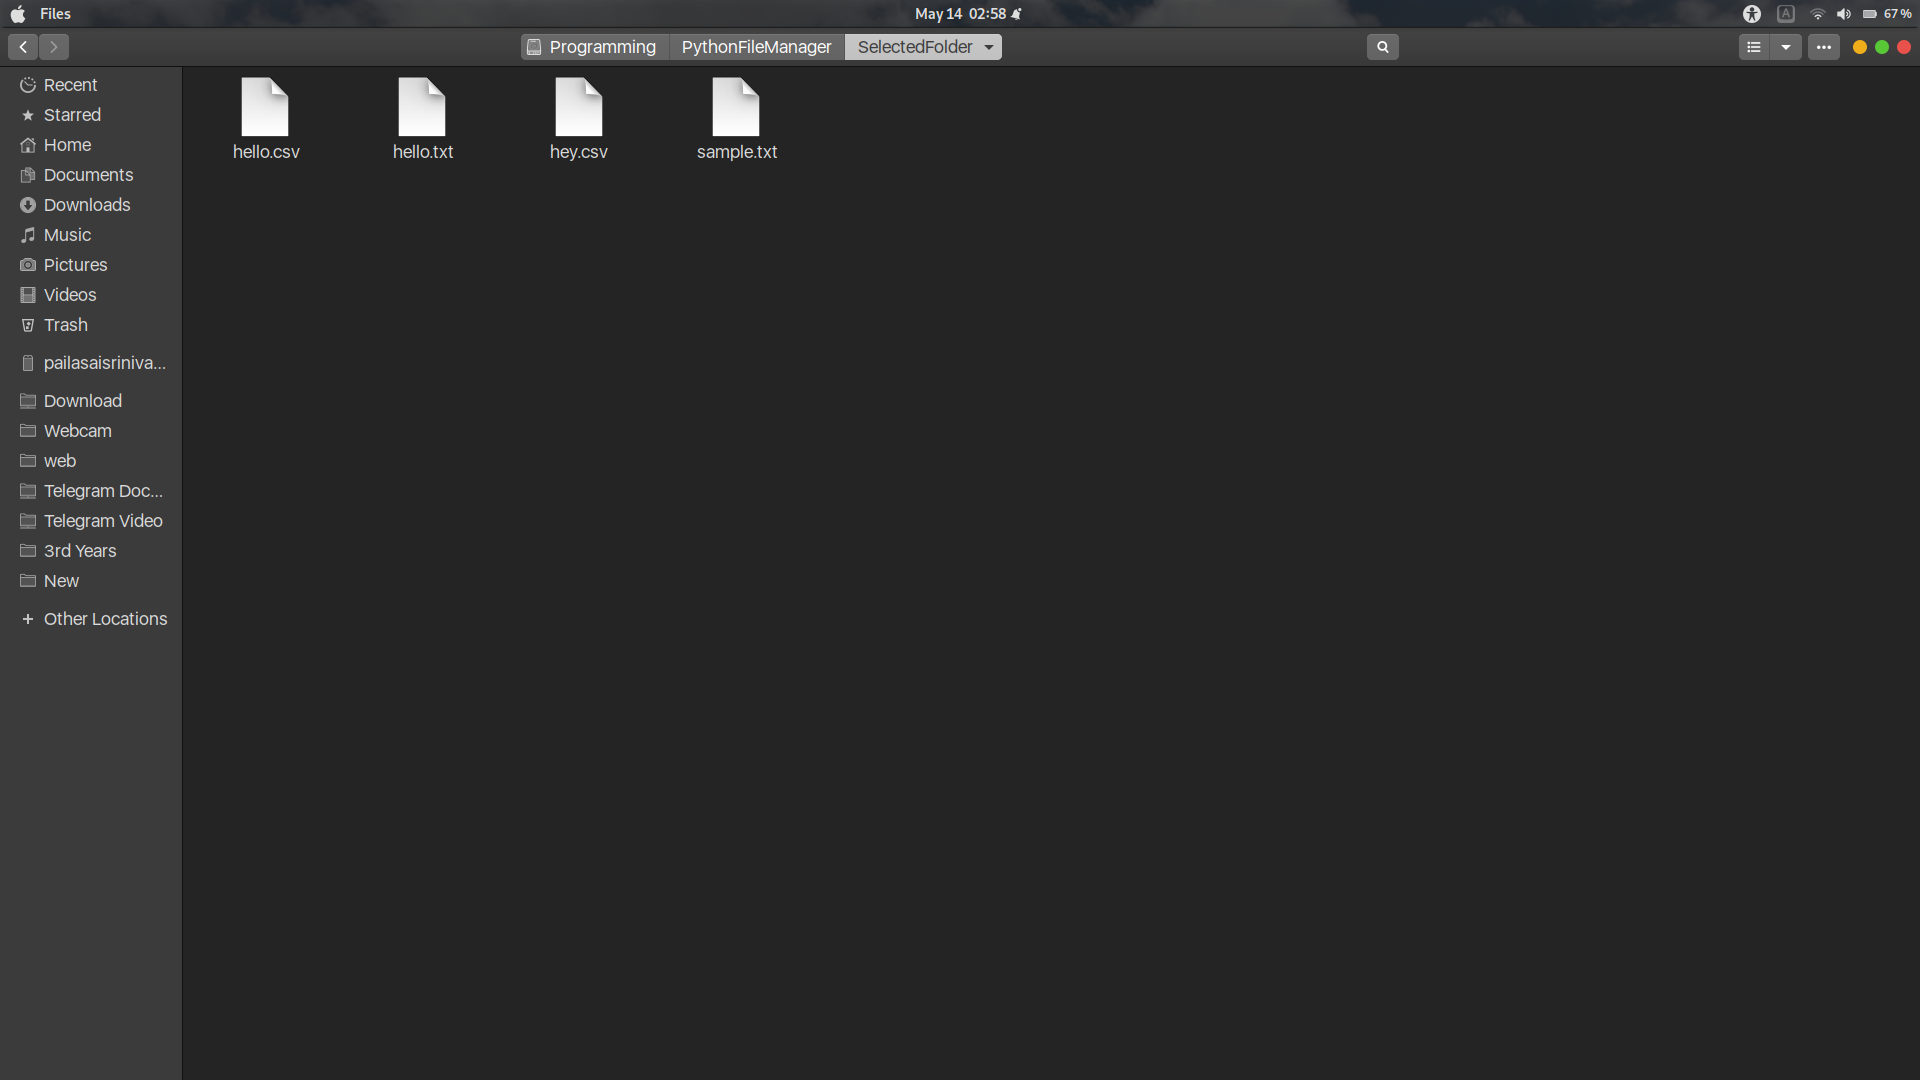 Files
May 14 02:58
A
67 %
Programming
PythonFileManager
SelectedFolder
Recent
Starred
Home
Documents
Downloads
Music
Pictures
Videos
Trash
pailasaisriniva...
Download
Webcam
web
Telegram Doc...
Telegram Video
3rd Years
New
Other Locations
hello.csv
hello.txt
hey.csv
sample.txt